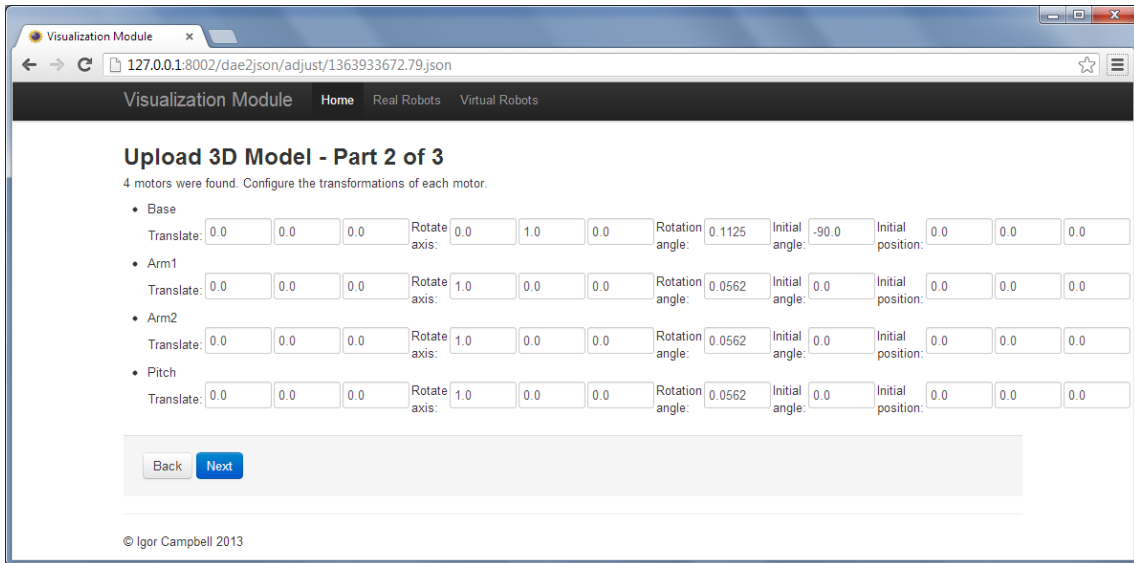 Visualization Module
127.0.0.1:8002/dae2json/adjust/1363933672.79.json
Visualization Module Home Real Robots Virtual Robots
Upload 3D Model - Part 2 of 3
4 motors were found. Configure the transformations of each motor.
• Base
Translate: 0.0 0.0 0.0 Rotate axis: 0.0 1.0 0.0 Rotation angle: 0.1125 Initial angle: -90.0 Initial position: 0.0 0.0 0.0
• Arm1
Translate: 0.0 0.0 0.0 Rotate axis: 1.0 0.0 0.0 Rotation angle: 0.0562 Initial angle: 0.0 Initial position: 0.0 0.0 0.0
• Arm2
Translate: 0.0 0.0 0.0 Rotate axis: 1.0 0.0 0.0 Rotation angle: 0.0562 Initial angle: 0.0 Initial position: 0.0 0.0 0.0
• Pitch
Translate: 0.0 0.0 0.0 Rotate axis: 1.0 0.0 0.0 Rotation angle: 0.0562 Initial angle: 0.0 Initial position: 0.0 0.0 0.0
Back Next
© Igor Campbell 2013